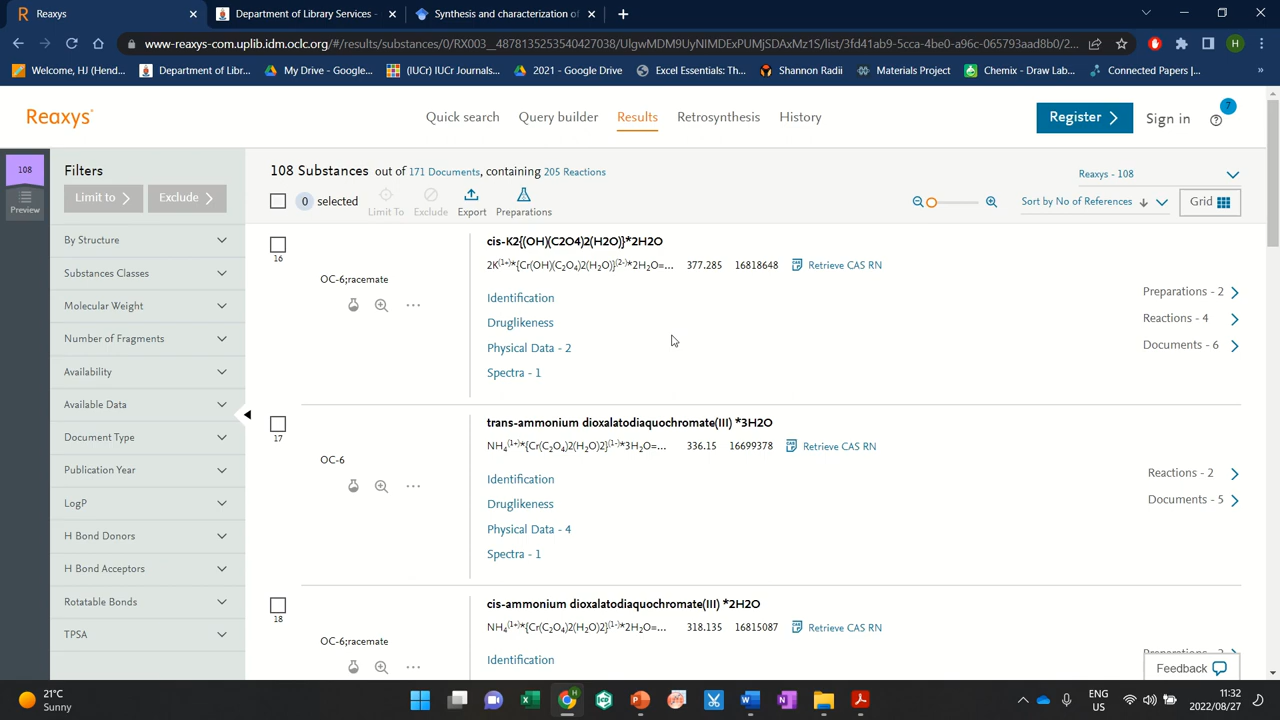 Reaxys
Department of Library Services -
Synthesis and characterization of
www-reaxys-com.uplib.idm.oclc.org/#/results/substances/0/RX003__4878135253540427038/UlgwMDM9UyNIMDExPUMjSDAxMz1S/list/3fd41ab9-5cca-4be0-a96c-065793aad8b0/2...
H
Welcome, HJ (Hend...
Department of Libr...
My Drive - Google...
(IUCr) IUCr Journals...
2021 - Google Drive
Excel Essentials: Th...
Shannon Radii
Materials Project
Chemix - Draw Lab...
Connected Papers |...
»
Reaxys
Quick search
Query builder
Results
Retrosynthesis
History
Register
Sign in
7
108
Preview
Filters
Limit to
Exclude
By Structure
Substances Classes
Molecular Weight
Number of Fragments
Availability
Available Data
Document Type
Publication Year
LogP
H Bond Donors
H Bond Acceptors
Rotatable Bonds
TPSA
108 Substances out of 171 Documents, containing 205 Reactions
Reaxys - 108
0 selected
Limit To
Exclude
Export
Preparations
Sort by No of References
Grid
16
OC-6;racemate
cis-K2{(OH)(C2O4)2(H2O)}*2H2O
2K(1+)*{Cr(OH)(C₂O₄)2(H₂O)}(2-)*2H₂O=... 377.285 16818648 Retrieve CAS RN
Identification
Druglikeness
Physical Data - 2
Spectra - 1
Preparations - 2
Reactions - 4
Documents - 6
17
OC-6
trans-ammonium dioxalatodiaquochromate(III) *3H2O
NH₄(1+)*{Cr(C₂O₄)2(H₂O)2}(1-)*3H₂O=... 336.15 16699378 Retrieve CAS RN
Identification
Druglikeness
Physical Data - 4
Spectra - 1
Reactions - 2
Documents - 5
18
OC-6;racemate
cis-ammonium dioxalatodiaquochromate(III) *2H2O
NH₄(1+)*{Cr(C₂O₄)2(H₂O)2}(1-)*2H₂O=... 318.135 16815087 Retrieve CAS RN
Identification
Feedback
21°C
Sunny
ENG
US
11:32
2022/08/27